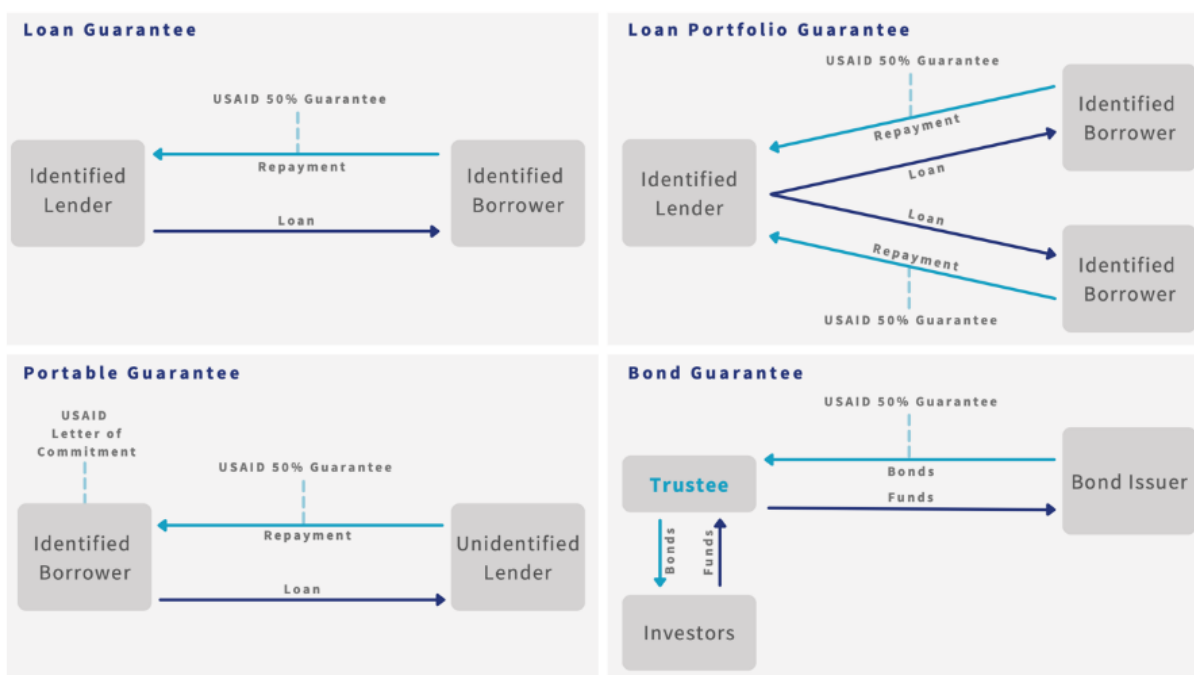 Loan Guarantee
USAID 50% Guarantee
Identified
Lender
Repayment
Loan
Identified
Borrower
Loan Portfolio Guarantee
USAID 50% Guarantee
Identified
Lender
Repayment
Loan
Loan
Repayment
USAID 50% Guarantee
Identified
Borrower
Identified
Borrower
Portable Guarantee
USAID
Letter of
Commitment
USAID 50% Guarantee
Identified
Borrower
Repayment
Loan
Unidentified
Lender
Bond Guarantee
USAID 50% Guarantee
Trustee
Bonds
Funds
Bond Issuer
Bonds
Funds
Investors